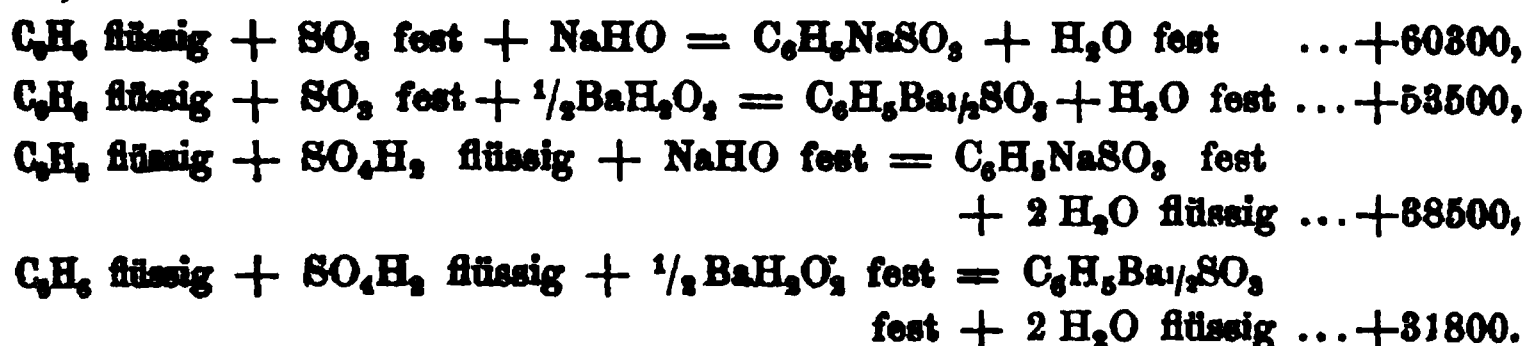 C₆H₆ flüssig + SO₃ fest + NaHO = C₆H₅NaSO₃ + H₂O fest ...+60300,
C₆H₆ flüssig + SO₃ fest + ¹/₂BaH₂O₂ = C₆H₅Ba₁/₂SO₃ + H₂O fest ...+53500,
C₆H₆ flüssig + SO₄H₂ flüssig + NaHO fest = C₆H₅NaSO₃ fest
+ 2 H₂O flüssig ...+38500,
C₆H₆ flüssig + SO₄H₂ flüssig + ¹/₂ BaH₂O₂ fest = C₆H₅Ba₁/₂SO₃
fest + 2 H₂O flüssig ...+31800.